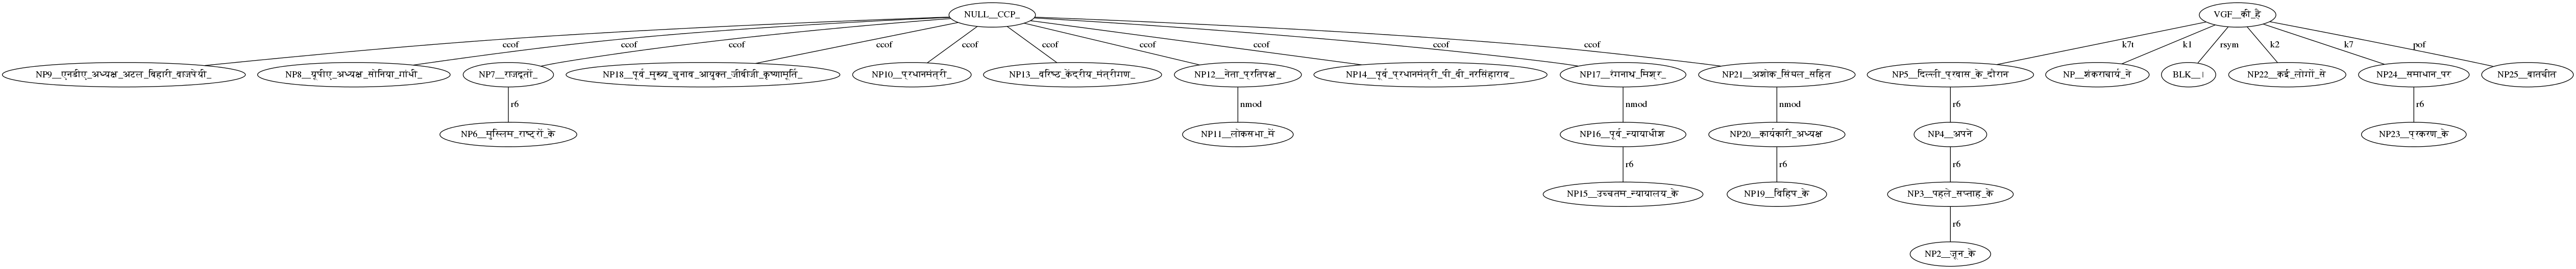 NULL__CCP_ VGF__की_है
ccof ccof ccof ccof ccof ccof ccof ccof ccof ccof k7t k1 rsym k2 k7 pof
NP9__एनडीए_अध्यक्ष_अटल_बिहारी_वाजपेयी_ NP8__यूपीए_अध्यक्ष_सोनिया_गांधी_ NP7__राजदूतों_ NP18__पूर्व_मुख्य_चुनाव_आयुक्त_जीवीजी_कृष्णामूर्ति_ NP10__प्रधानमंत्री_ NP13__वरिष्ठ_केंद्रीय_मंत्रीगण_ NP12__नेता_प्रतिपक्ष_ NP14__पूर्व_प्रधानमंत्री_पी_वी_नरसिंहाराव_ NP17__रंगनाथ_मिश्र_ NP21__अशोक_सिंघल_सहित NP5__दिल्ली_प्रवास_के_दौरान NP__शंकराचार्य_ने BLK__। NP22__कई_लोगों_से NP24__समाधान_पर NP25__बातचीत
r6 nmod nmod nmod r6 r6
NP6__मुस्लिम_राष्ट्रों_के NP11__लोकसभा_में NP16__पूर्व_न्यायाधीश NP20__कार्यकारी_अध्यक्ष NP4__अपने NP23__प्रकरण_के
r6 r6 r6
NP15__उच्चतम_न्यायालय_के NP19__विहिप_के NP3__पहले_सप्ताह_के
r6
NP2__जून_के